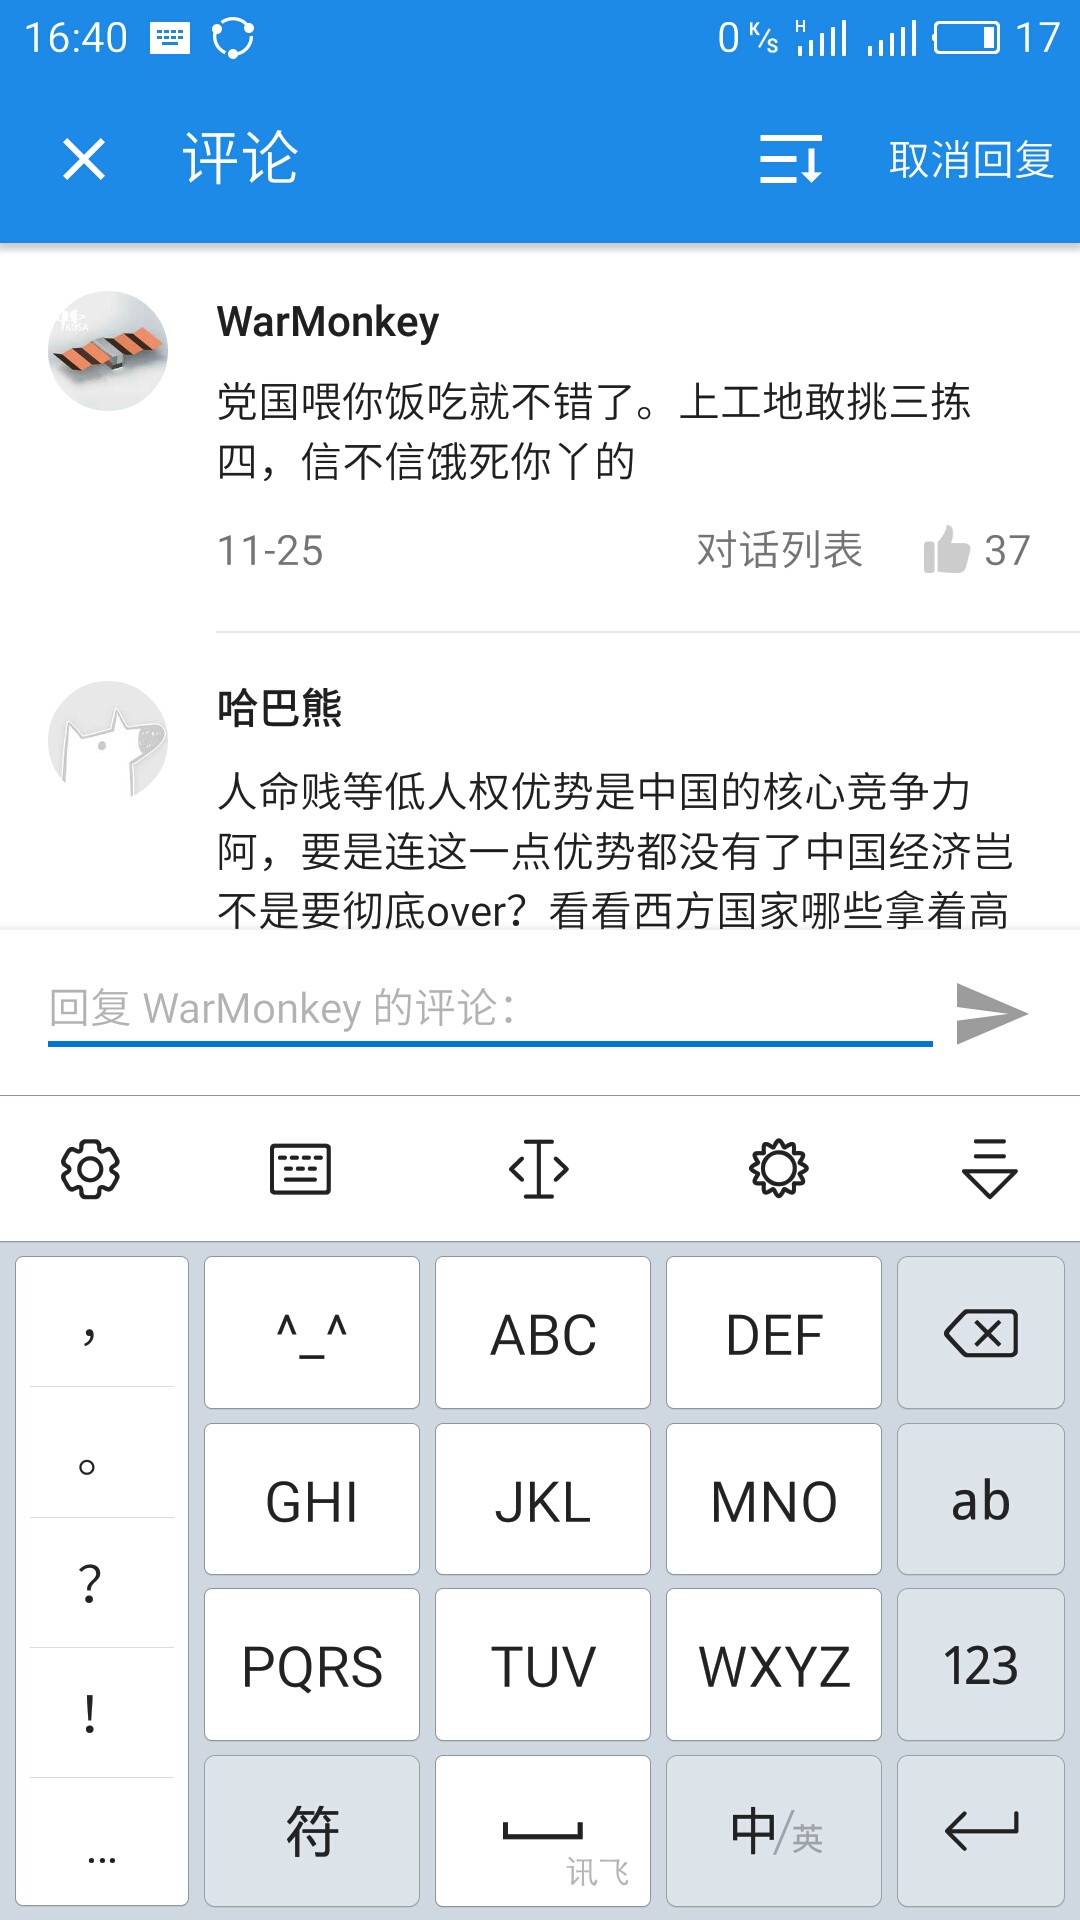 16:40
0 K/s H 17
评论
取消回复
WarMonkey
党国喂你饭吃就不错了。上工地敢挑三拣
四，信不信饿死你丫的
11-25
对话列表
37
哈巴熊
人命贱等低人权优势是中国的核心竞争力
阿，要是连这一点优势都没有了中国经济岂
不是要彻底over？看看西方国家哪些拿着高
回复 WarMonkey 的评论：
， ^_^ ABC DEF
。 GHI JKL MNO ab
？ PQRS TUV WXYZ 123
！
... 符 讯飞 中/英